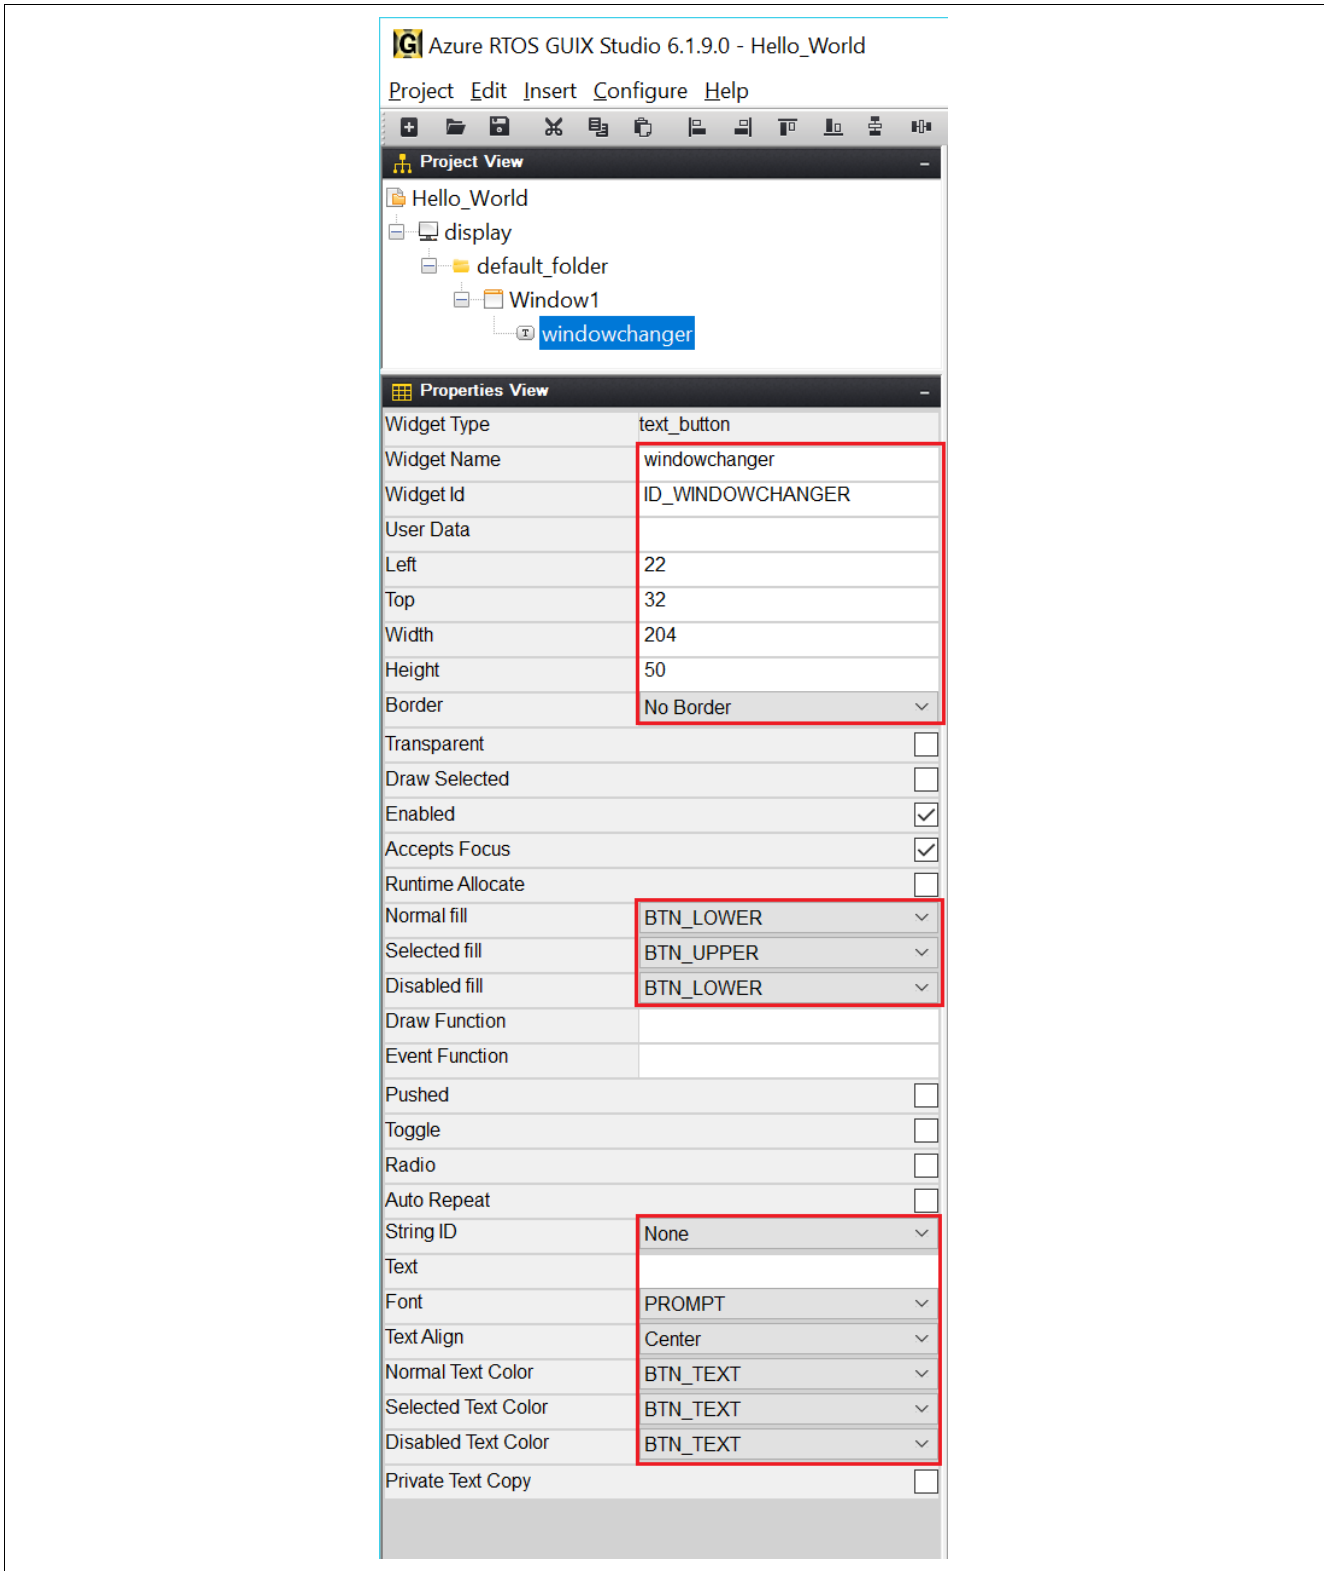 Azure RTOS GUIX Studio 6.1.9.0 - Hello_World
Project Edit Insert Configure Help
Project View
Hello_World
display
default_folder
Window1
windowchanger
Properties View
Widget Type text_button
Widget Name windowchanger
Widget Id ID_WINDOWCHANGER
User Data
Left 22
Top 32
Width 204
Height 50
Border No Border
Transparent
Draw Selected
Enabled
Accepts Focus
Runtime Allocate
Normal fill BTN_LOWER
Selected fill BTN_UPPER
Disabled fill BTN_LOWER
Draw Function
Event Function
Pushed
Toggle
Radio
Auto Repeat
String ID None
Text
Font PROMPT
Text Align Center
Normal Text Color BTN_TEXT
Selected Text Color BTN_TEXT
Disabled Text Color BTN_TEXT
Private Text Copy